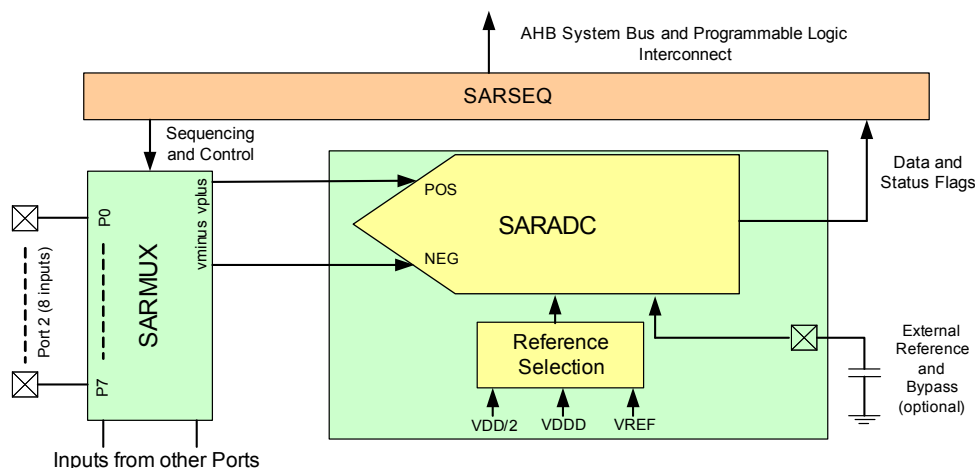 AHB System Bus and Programmable Logic
Interconnect
SARSEQ
Sequencing
and Control
Data and
Status Flags
vminus vplus
POS
P0
SARADC
SARMUX
Port 2 (8 inputs)
NEG
P7
Reference
Selection
External
Reference
and
Bypass
(optional)
VDD/2
VDDD
VREF
Inputs from other Ports